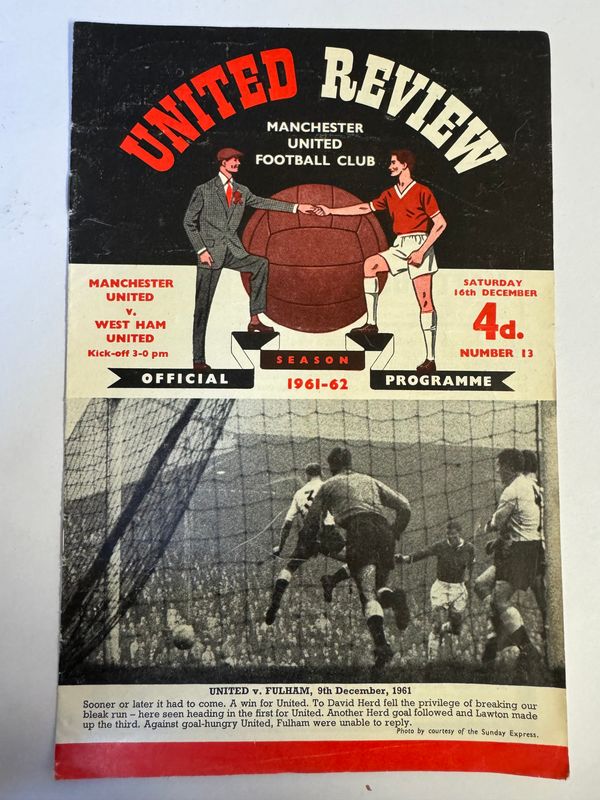 UNITED REVIEW
MANCHESTER
UNITED
FOOTBALL CLUB
MANCHESTER
UNITED
v.
WEST HAM
UNITED
Kick-off 3-0 pm
SATURDAY
16th DECEMBER
4d.
NUMBER 13
OFFICIAL
SEASON
1961-62
PROGRAMME
3
UNITED v. FULHAM, 9th December, 1961
Sooner or later it had to come. A win for United. To David Herd fell the privilege of breaking our
bleak run – here seen heading in the first for United. Another Herd goal followed and Lawton made
up the third. Against goal-hungry United, Fulham were unable to reply.
Photo by courtesy of the Sunday Express.